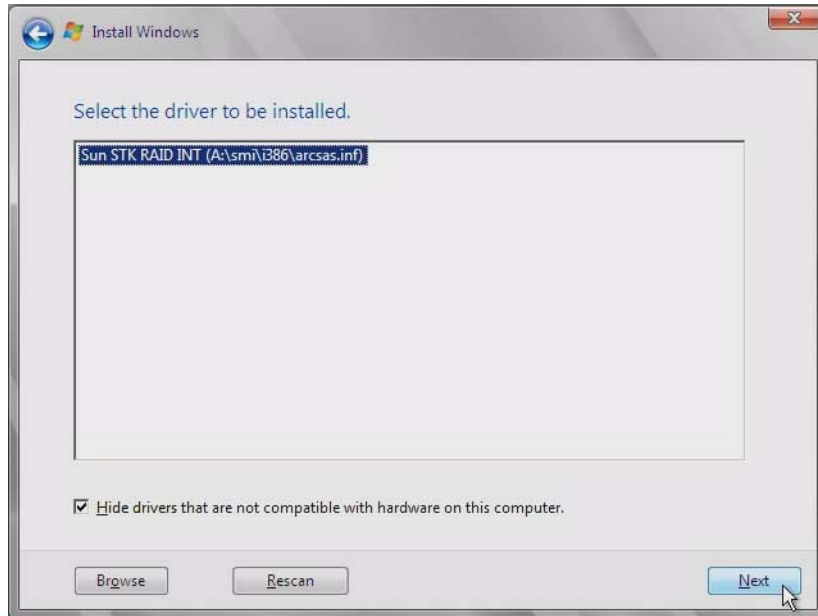 Install Windows
Select the driver to be installed.
Sun STK RAID INT (A:\smi\i386\arcsas.inf)
Hide drivers that are not compatible with hardware on this computer.
Browse
Rescan
Next